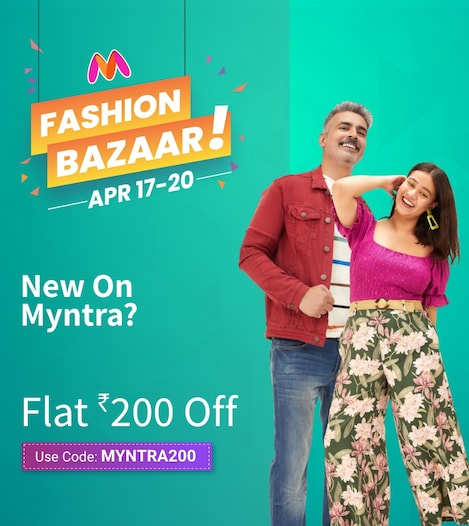 FASHION
BAZAAR!
APR 17-20
New On
Myntra?
Flat ₹200 Off
Use Code: MYNTRA200